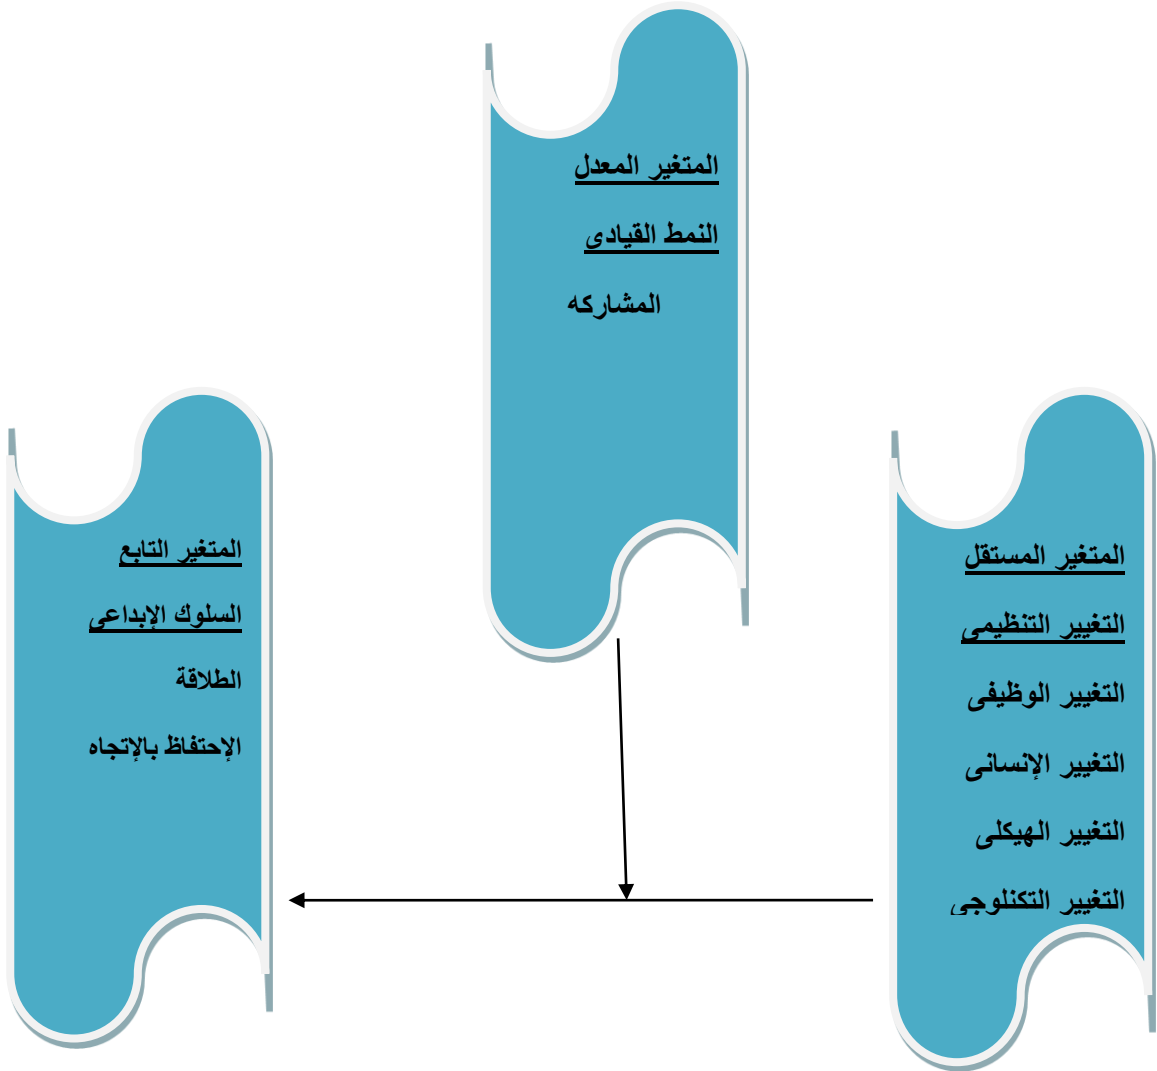 المتغير المعدل
النمط القيادى
المشاركه
المتغير المستقل
التغيير التنظيمى
التغيير الوظيفى
التغيير الإنسانى
التغيير الهيكلى
التغيير التكنلوجى
المتغير التابع
السلوك الإبداعى
الطلاقة
الإحتفاظ بالإتجاه